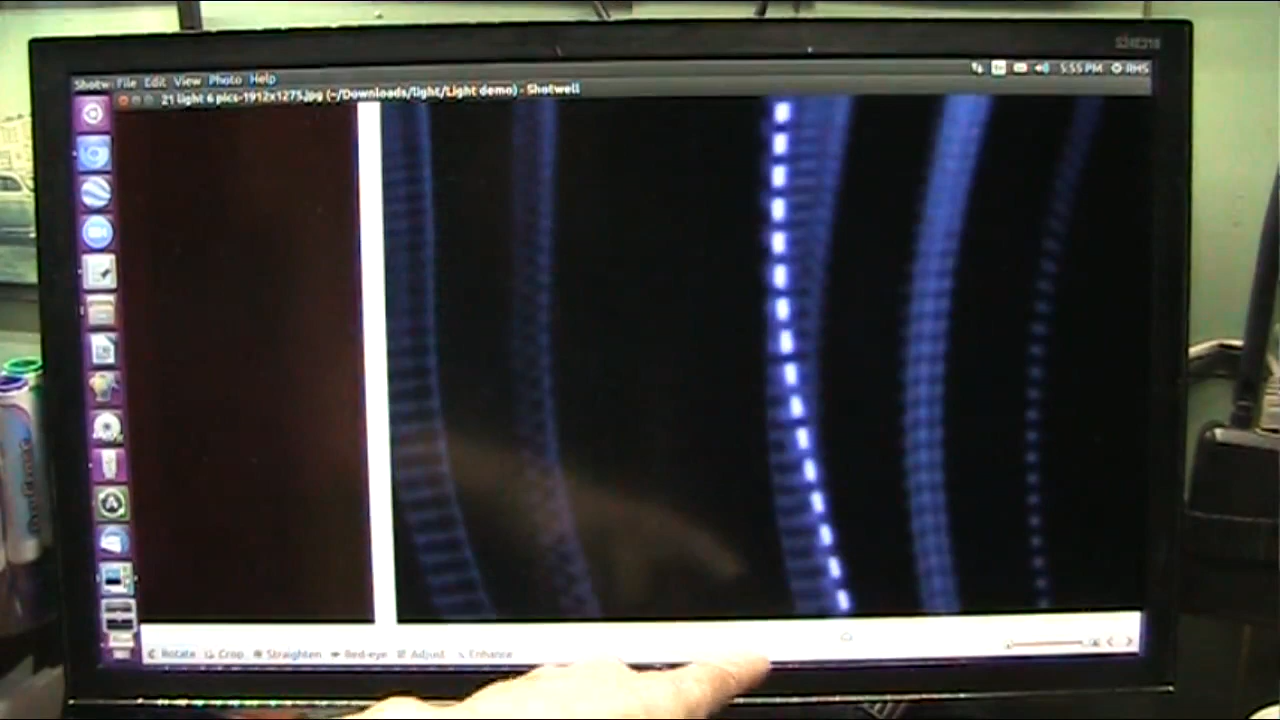 File Edit View Photo Help
5:55 PM RHS
21 light 6 pics-1912x1275.jpg (~/Downloads/light/Light demo) - Shotwell
Rotate Crop Straighten Red-eye Adjust Enhance